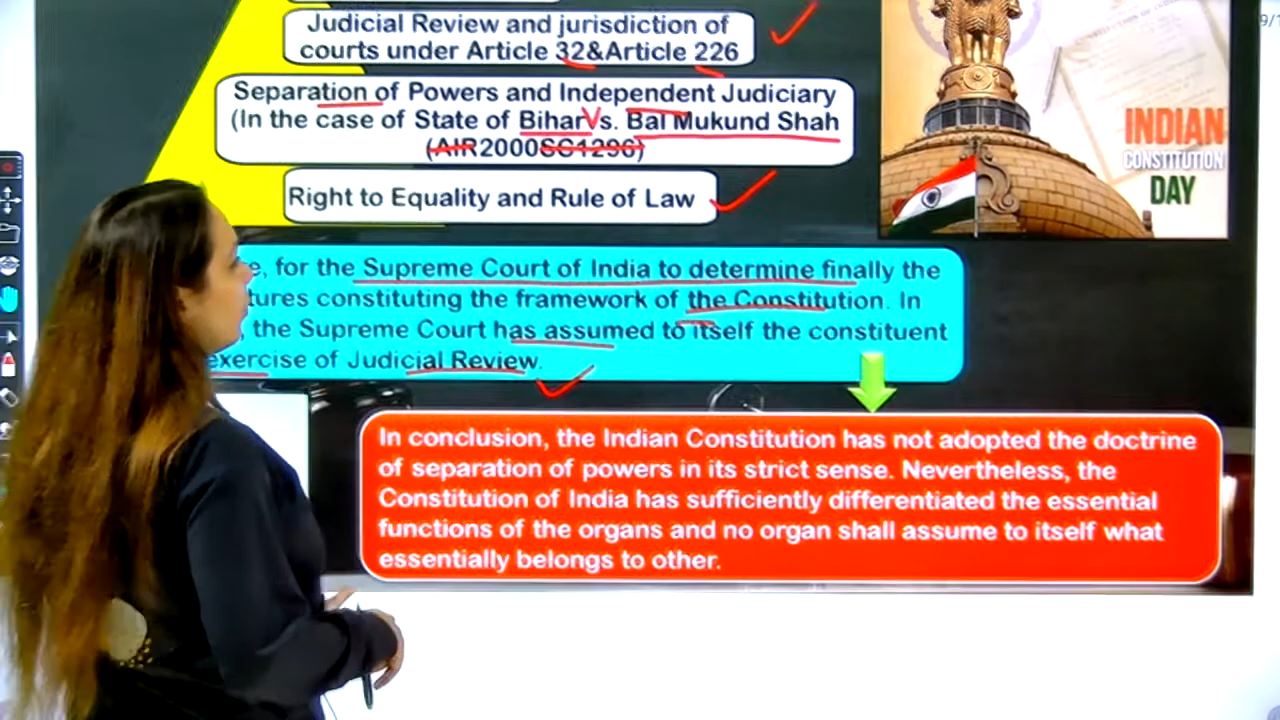 9/1
Judicial Review and jurisdiction of
courts under Article 32&Article 226
Separation of Powers and Independent Judiciary
(In the case of State of Bihar Vs. Bal Mukund Shah
(AIR2000SC1296)
Right to Equality and Rule of Law
INDIAN
CONSTITUTION
DAY
e, for the Supreme Court of India to determine finally the
tures constituting the framework of the Constitution. In
, the Supreme Court has assumed to itself the constituent
exercise of Judicial Review.
In conclusion, the Indian Constitution has not adopted the doctrine
of separation of powers in its strict sense. Nevertheless, the
Constitution of India has sufficiently differentiated the essential
functions of the organs and no organ shall assume to itself what
essentially belongs to other.